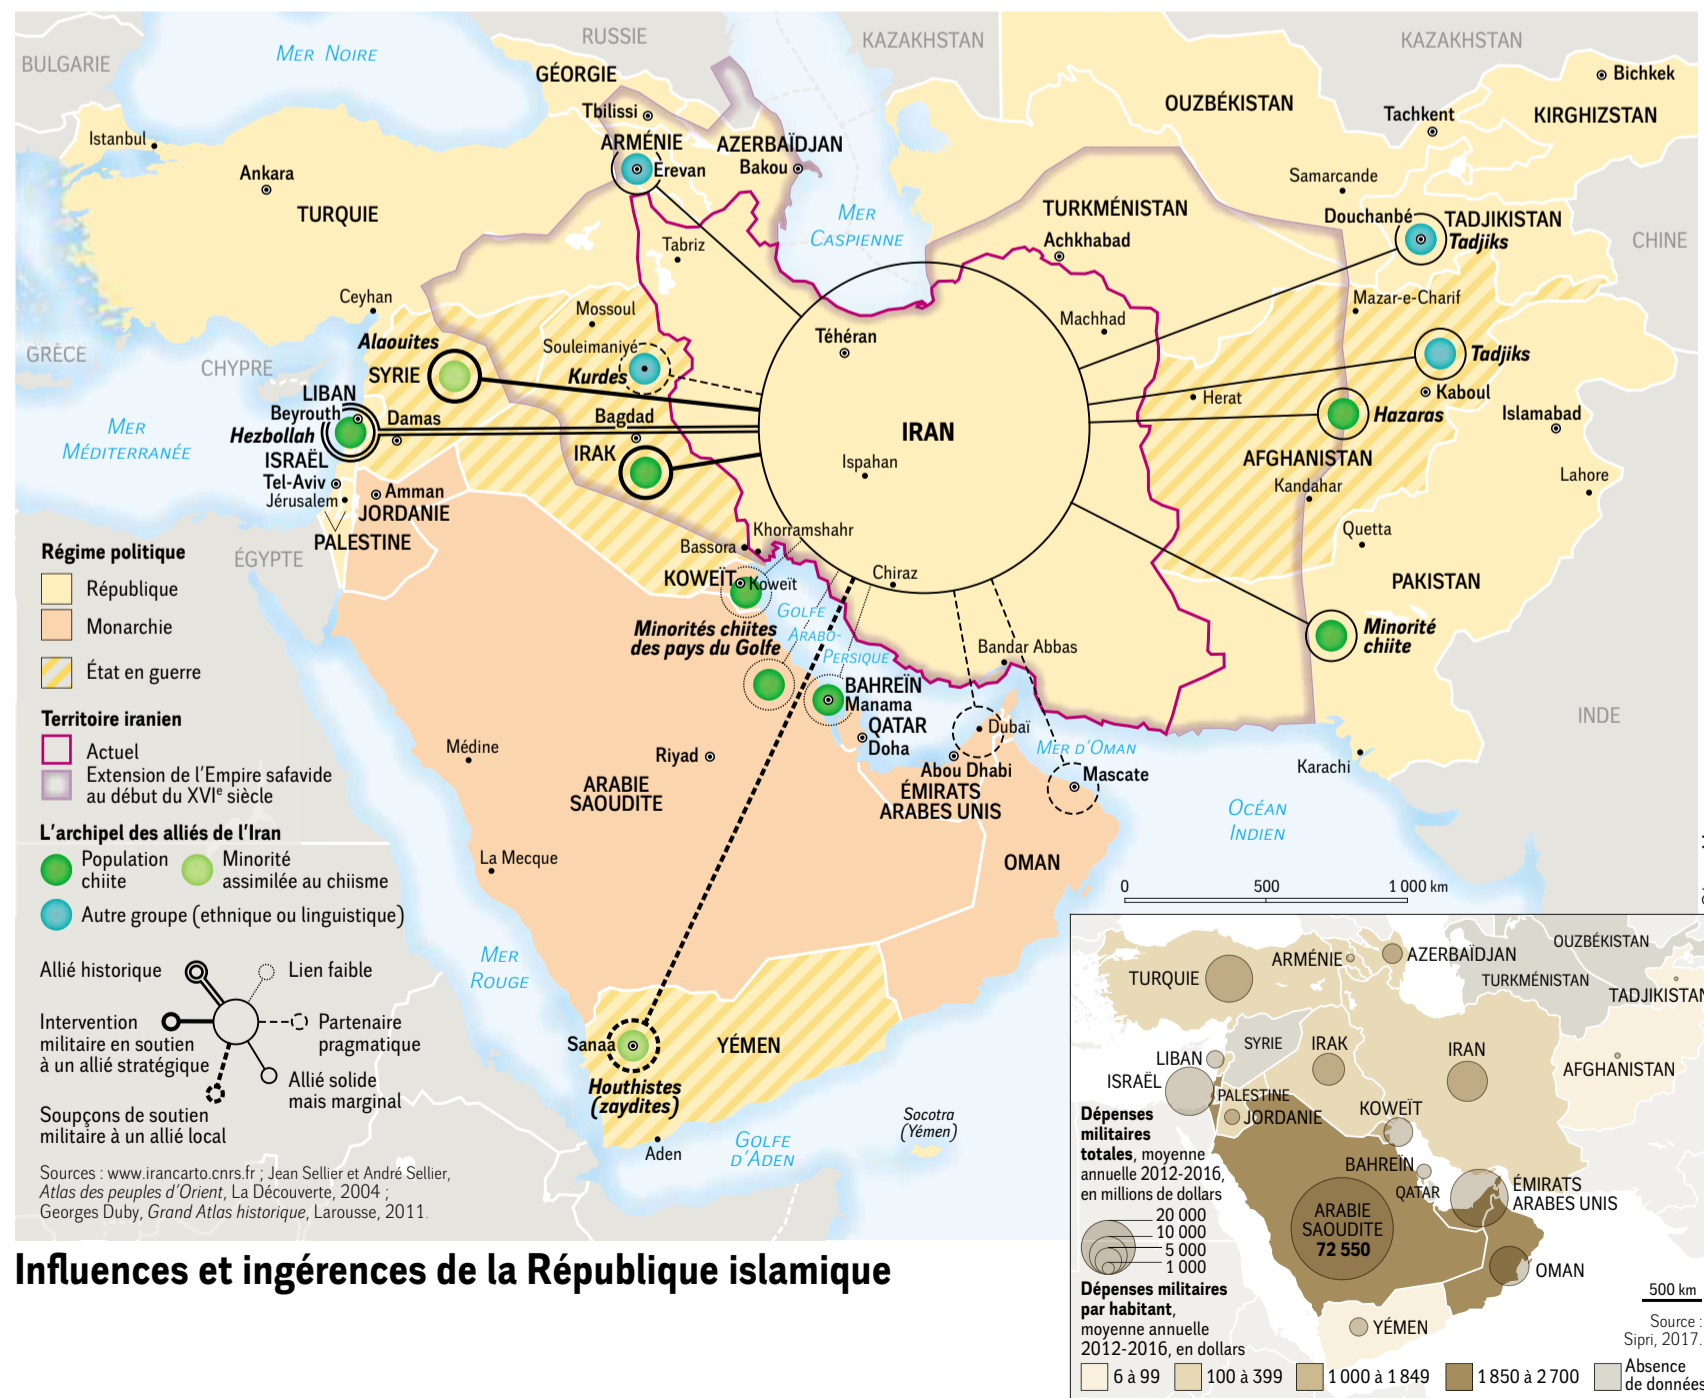 BULGARIE
MER NOIRE
RUSSIE
KAZAKHSTAN
KAZAKHSTAN
GÉORGIE
Bichkek
OUZBÉKISTAN
Tbilissi
Tachkent
KIRGHIZSTAN
Istanbul
ARMÉNIE
AZERBAÏDJAN
Erevan
Bakou
Ankara
Samarcande
TURQUIE
MER
CASPIENNE
TURKMÉNISTAN
Douchanbé
TADJIKISTAN
Tadjiks
Achkhabad
CHINE
Tabriz
Ceyhan
Mossoul
Mazar-e-Charif
Machhad
Téhéran
Alaouites
Souleimaniyé
GRÈCE
CHYPRE
SYRIE
Kurdes
Tadjiks
LIBAN
Beyrouth
Damas
Bagdad
Herat
Kaboul
Hazaras
Islamabad
MER
MÉDITERRANÉE
Hezbollah
IRAN
ISRAËL
IRAK
Ispahan
AFGHANISTAN
Tel-Aviv
Jérusalem
Amman
JORDANIE
Kandahar
Lahore
PALESTINE
Khorramshahr
Quetta
Bassora
ÉGYPTE
KOWEÏT
Koweït
Chiraz
PAKISTAN
GOLFE
ARABO-
PERSIQUE
Minorités chiites
des pays du Golfe
Minorité
chiite
Bandar Abbas
BAHREÏN
Manama
QATAR
Doha
Dubaï
INDE
MER D'OMAN
Médine
Riyad
Abou Dhabi
Mascate
Karachi
ARABIE
SAOUDITE
ÉMIRATS
ARABES UNIS
OCÉAN
INDIEN
La Mecque
OMAN
0 500 1 000 km
MER
ROUGE
Sanaa
YÉMEN
Houthistes
(zaydites)
Socotra
(Yémen)
Aden
GOLFE
D'ADEN
Régime politique
République
Monarchie
État en guerre
Territoire iranien
Actuel
Extension de l'Empire safavide
au début du XVIe siècle
L'archipel des alliés de l'Iran
Population
chiite
Minorité
assimilée au chiisme
Autre groupe (ethnique ou linguistique)
Allié historique
Lien faible
Intervention
militaire en soutien
à un allié stratégique
Partenaire
pragmatique
Allié solide
mais marginal
Soupçons de soutien
militaire à un allié local
Sources : www.irancarto.cnrs.fr ; Jean Sellier et André Sellier,
Atlas des peuples d'Orient, La Découverte, 2004 ;
Georges Duby, Grand Atlas historique, Larousse, 2011.
Influences et ingérences de la République islamique
TURQUIE
ARMÉNIE
AZERBAÏDJAN
OUZBÉKISTAN
TURKMÉNISTAN
TADJIKISTAN
SYRIE
IRAK
IRAN
LIBAN
AFGHANISTAN
ISRAËL
PALESTINE
JORDANIE
KOWEÏT
BAHREÏN
QATAR
ÉMIRATS
ARABES UNIS
ARABIE
SAOUDITE
72 550
OMAN
YÉMEN
Dépenses
militaires
totales, moyenne
annuelle 2012-2016,
en millions de dollars
20 000
10 000
5 000
1 000
Dépenses militaires
par habitant,
moyenne annuelle
2012-2016, en dollars
6 à 99
100 à 399
1 000 à 1 849
1 850 à 2 700
Absence
de données
500 km
Source :
Sipri, 2017.